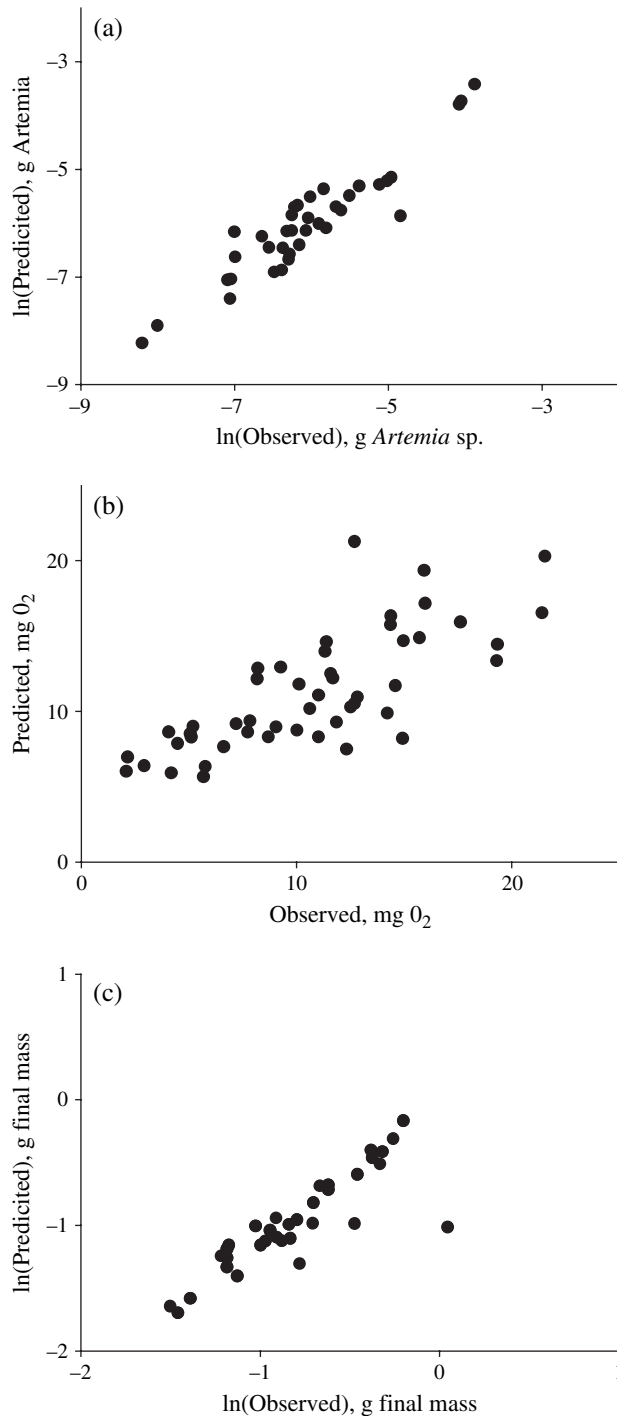 (a)
−3
−5
−7
−9
ln(Predicited), g Artemia
−9
−7
−5
−3
ln(Observed), g Artemia sp.
(b)
20
10
0
Predicted, mg 0₂
0
10
20
Observed, mg 0₂
(c)
1
0
−1
−2
ln(Predicited), g final mass
−2
−1
0
1
ln(Observed), g final mass